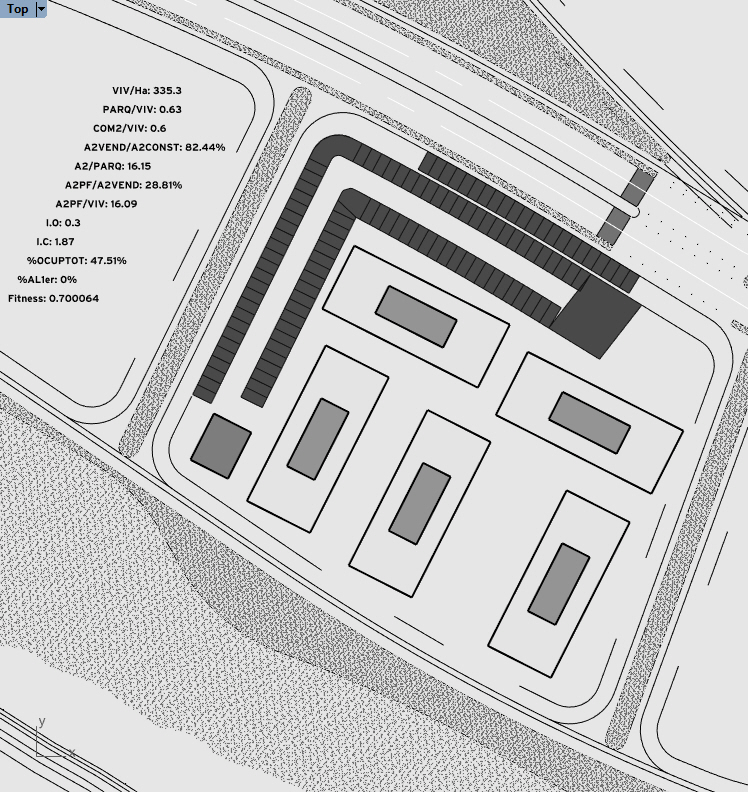 Top
VIV/Ha: 335.3
PARQ/VIV: 0.63
COM2/VIV: 0.6
A2VEND/A2CONST: 82.44%
A2/PARQ: 16.15
A2PF/A2VEND: 28.81%
A2PF/VIV: 16.09
I.O: 0.3
I.C: 1.87
%OCUPTOT: 47.51%
%AL1er: 0%
Fitness: 0.700064
y
x